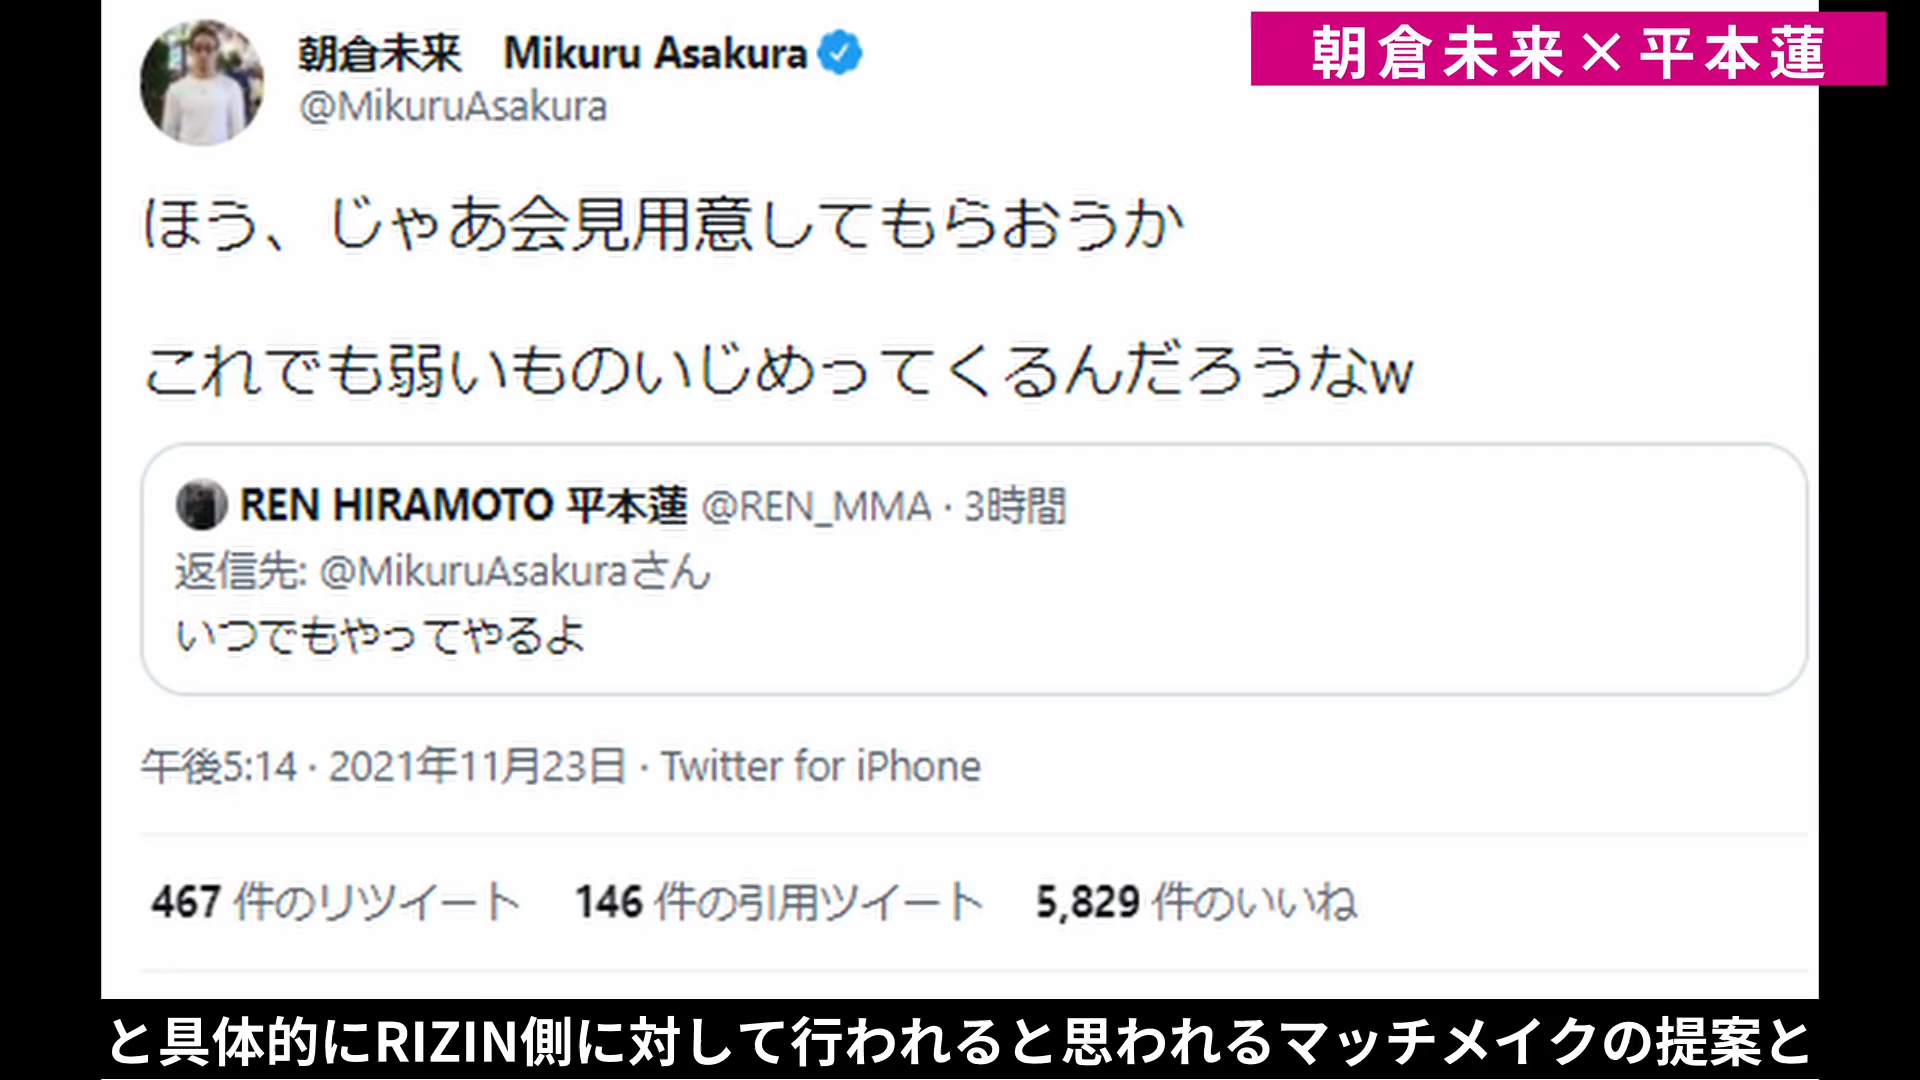 朝倉未来 Mikuru Asakura
@MikuruAsakura
朝倉未来×平本蓮
ほう、じゃあ会見用意してもらおうか
これでも弱いものいじめってくるんだろうなw
REN HIRAMOTO 平本蓮 @REN_MMA · 3時間
返信先: @MikuruAsakuraさん
いつでもやってやるよ
午後5:14 · 2021年11月23日 · Twitter for iPhone
467 件のリツイート 146 件の引用ツイート 5,829 件のいいね
と具体的にRIZIN側に対して行われると思われるマッチメイクの提案と